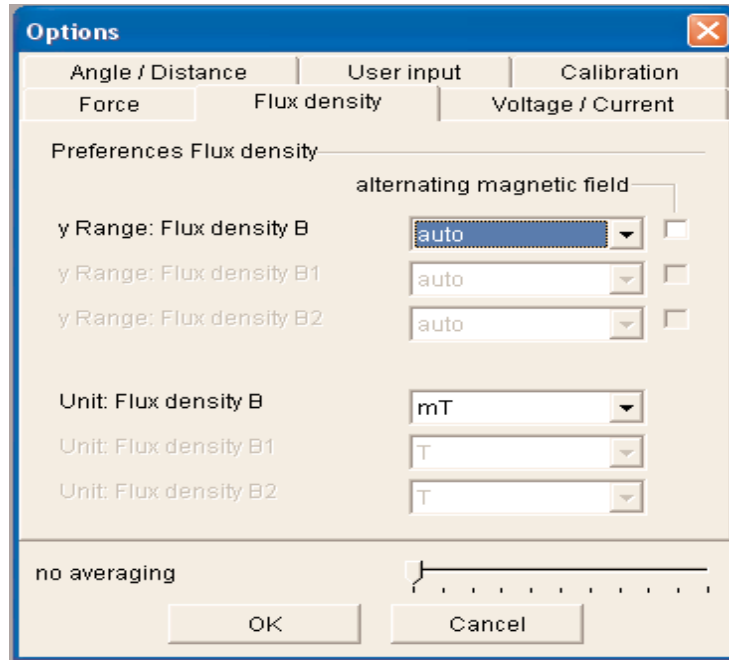 Options
Angle / Distance User input Calibration
Force Flux density Voltage / Current
Preferences Flux density
alternating magnetic field
y Range: Flux density B auto
y Range: Flux density B1 auto
y Range: Flux density B2 auto
Unit: Flux density B mT
Unit: Flux density B1 T
Unit: Flux density B2 T
no averaging
OK Cancel